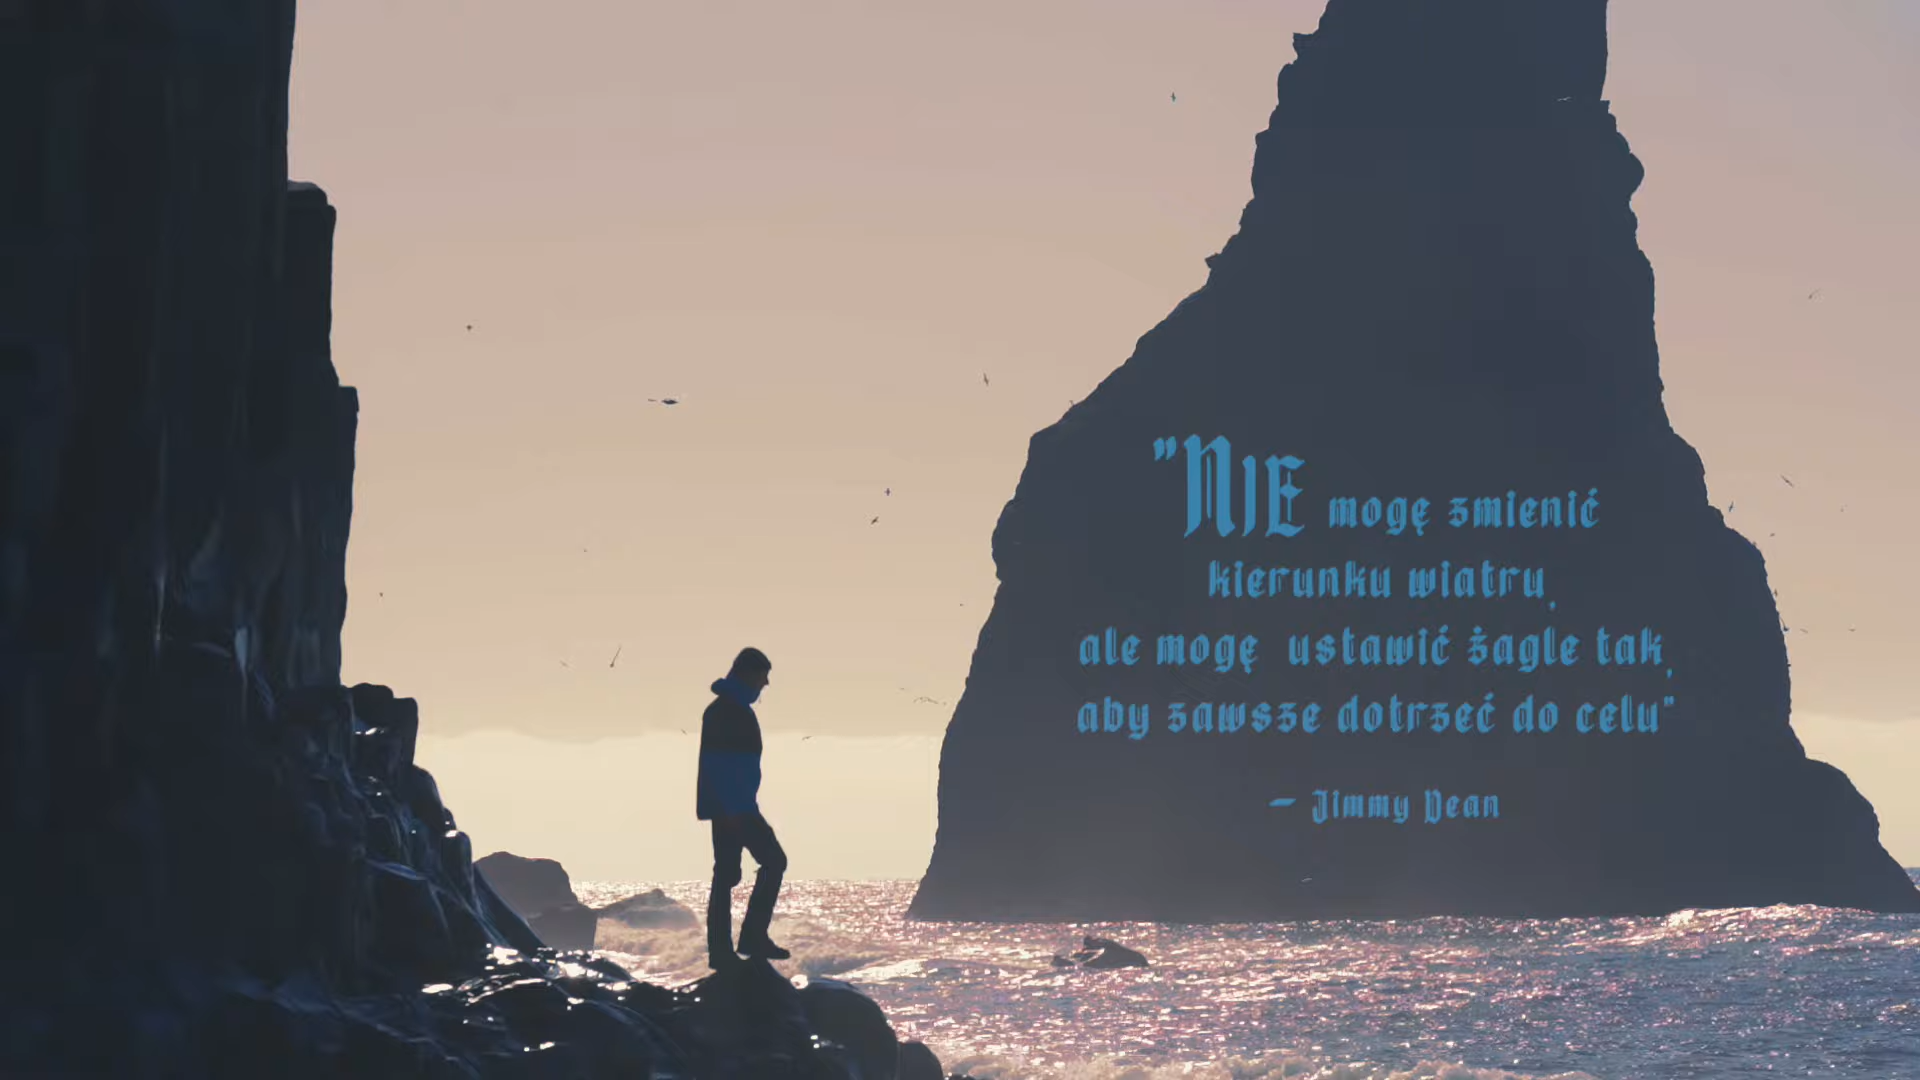 "NIE mogę zmienić
kierunku wiatru,
ale mogę ustawić żagle tak,
aby zawsze dotrzeć do celu"
– Jimmy Dean